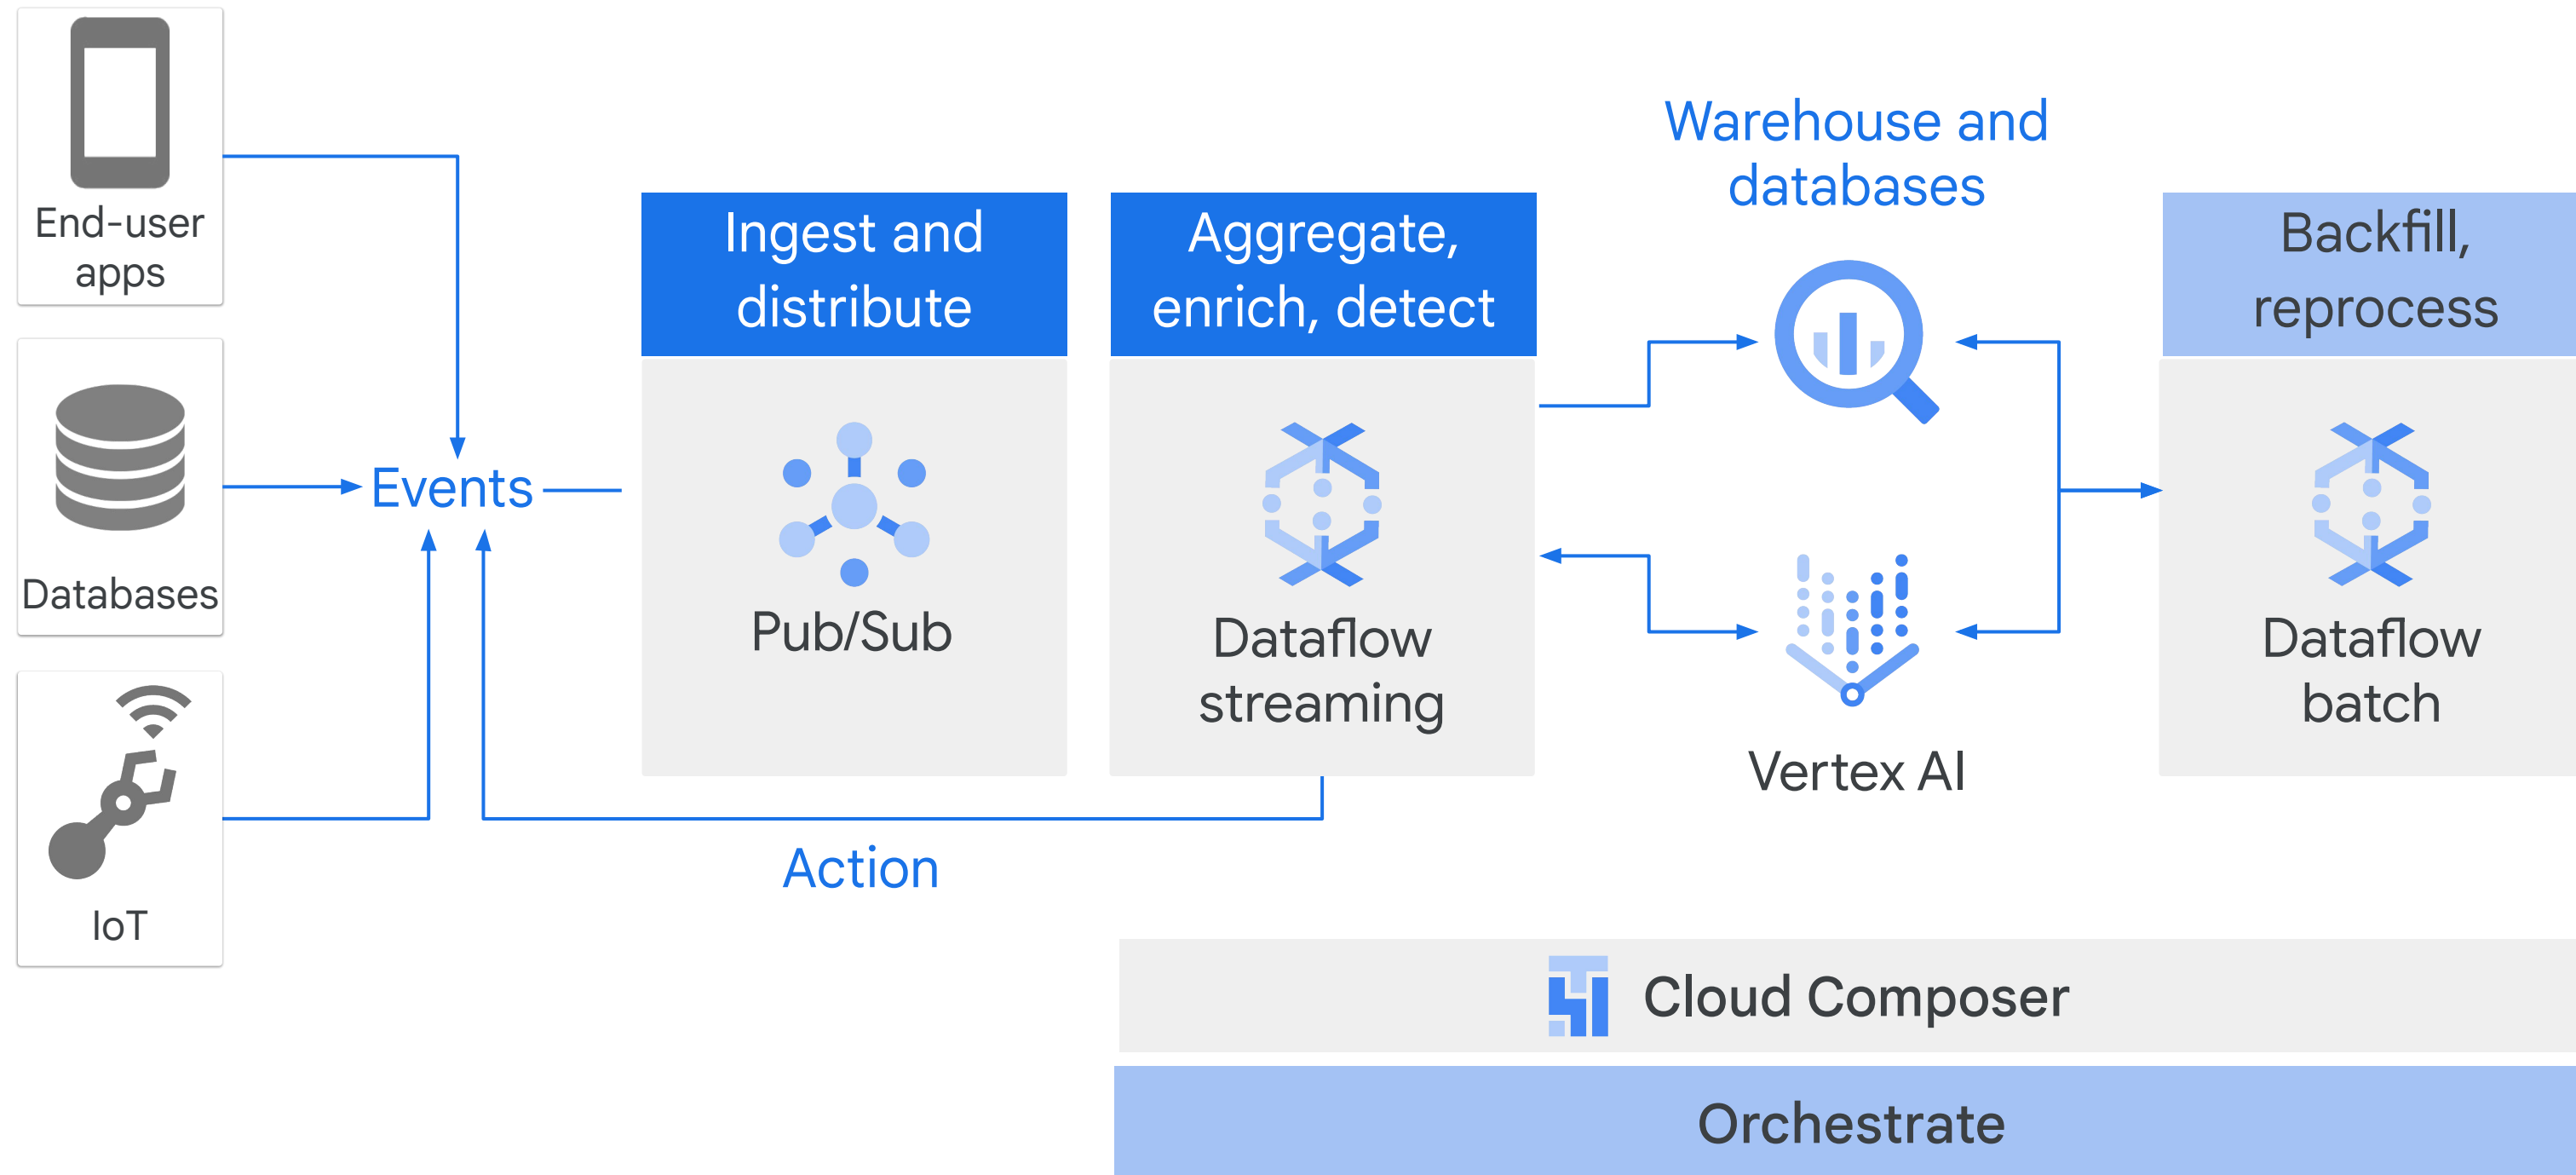 End-user
apps
Databases
IoT
Events
Ingest and
distribute
Pub/Sub
Aggregate,
enrich, detect
Dataflow
streaming
Action
Warehouse and
databases
Vertex AI
Backfill,
reprocess
Dataflow
batch
Cloud Composer
Orchestrate